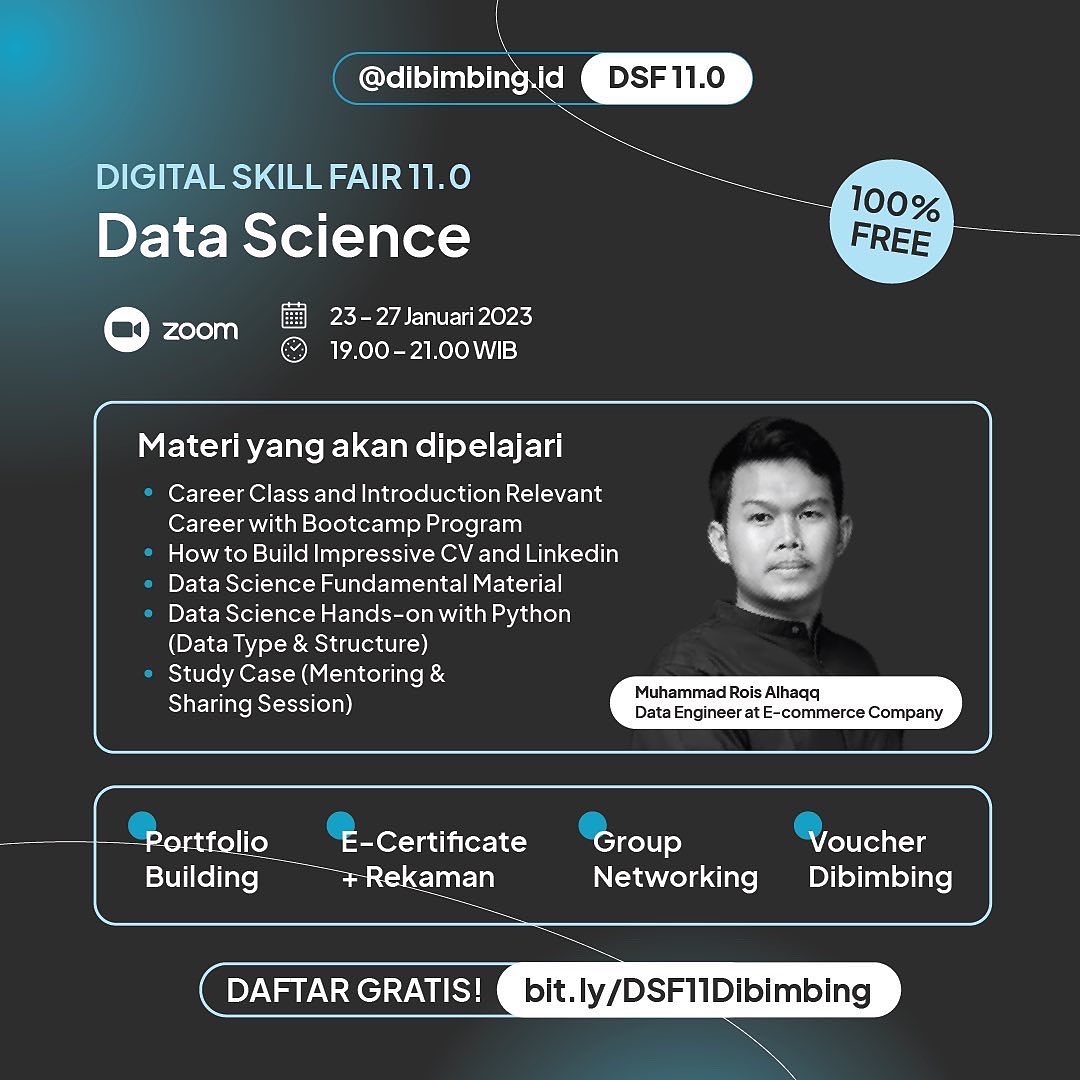 @dibimbing.id DSF 11.0
DIGITAL SKILL FAIR 11.0
Data Science
100%
FREE
zoom
23 – 27 Januari 2023
19.00 – 21.00 WIB
Materi yang akan dipelajari
Career Class and Introduction Relevant
Career with Bootcamp Program
How to Build Impressive CV and Linkedin
Data Science Fundamental Material
Data Science Hands-on with Python
(Data Type & Structure)
Study Case (Mentoring &
Sharing Session)
Muhammad Rois Alhaqq
Data Engineer at E-commerce Company
Portfolio
Building
E-Certificate
+ Rekaman
Group
Networking
Voucher
Dibimbing
DAFTAR GRATIS! bit.ly/DSF11Dibimbing